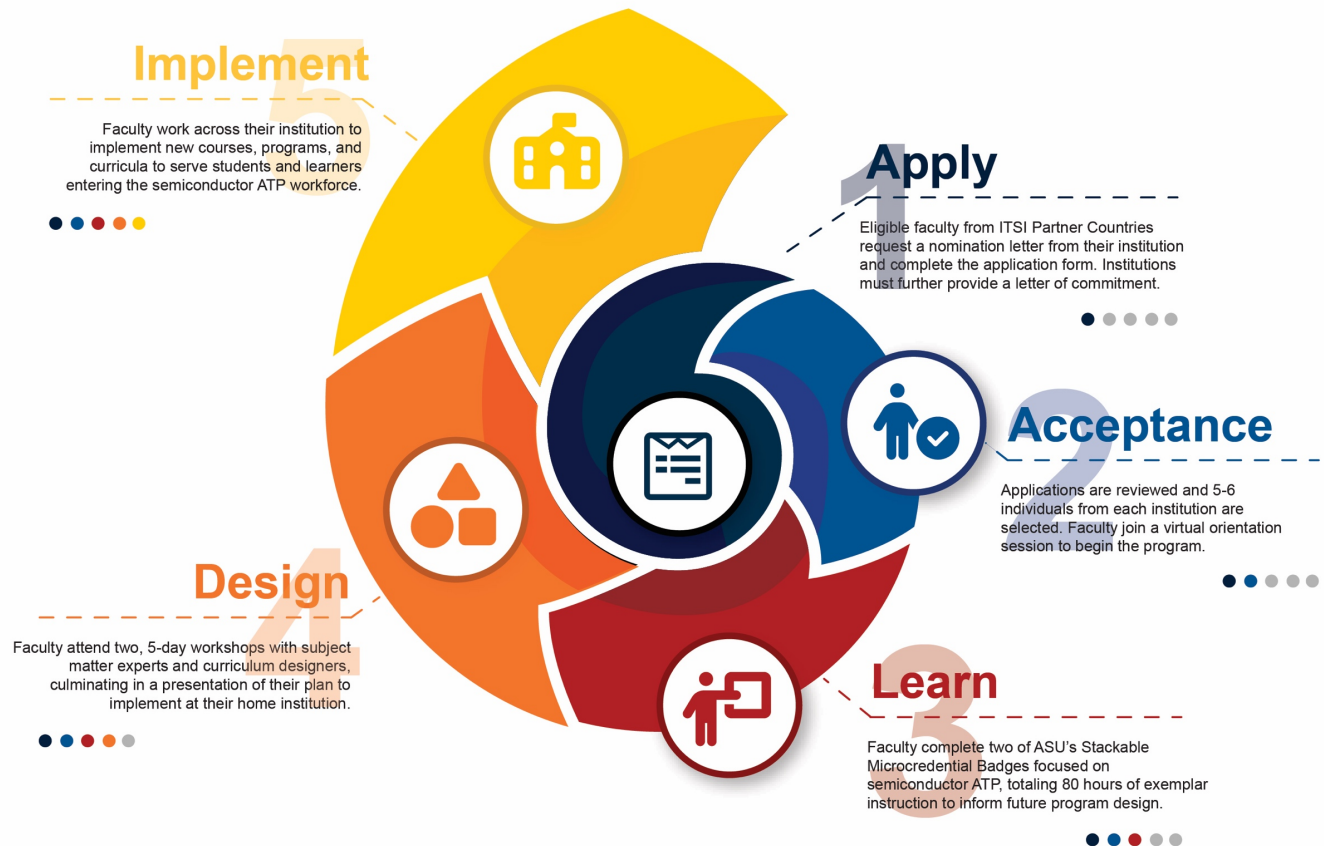 1
Apply
Eligible faculty from ITSI Partner Countries
request a nomination letter from their institution
and complete the application form. Institutions
must further provide a letter of commitment.
2
Acceptance
Applications are reviewed and 5-6
individuals from each institution are
selected. Faculty join a virtual orientation
session to begin the program.
3
Learn
Faculty complete two of ASU's Stackable
Microcredential Badges focused on
semiconductor ATP, totaling 80 hours of exemplar
instruction to inform future program design.
4
Design
Faculty attend two, 5-day workshops with subject
matter experts and curriculum designers,
culminating in a presentation of their plan to
implement at their home institution.
5
Implement
Faculty work across their institution to
implement new courses, programs, and
curricula to serve students and learners
entering the semiconductor ATP workforce.